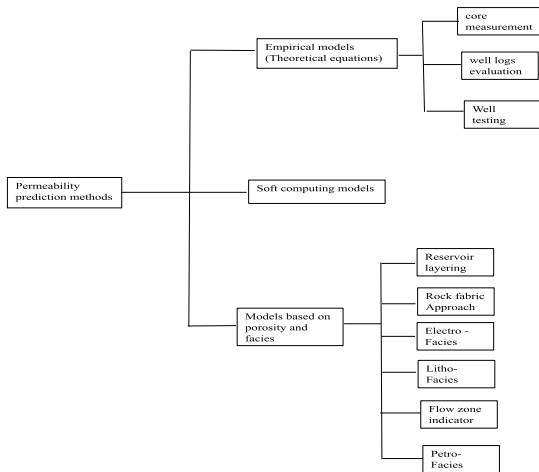 Permeability
prediction methods
Empirical models
(Theoretical equations)
core
measurement
well logs
evaluation
Well
testing
Soft computing models
Models based on
porosity and
facies
Reservoir
layering
Rock fabric
Approach
Electro -
Facies
Litho-
Facies
Flow zone
indicator
Petro-
Facies